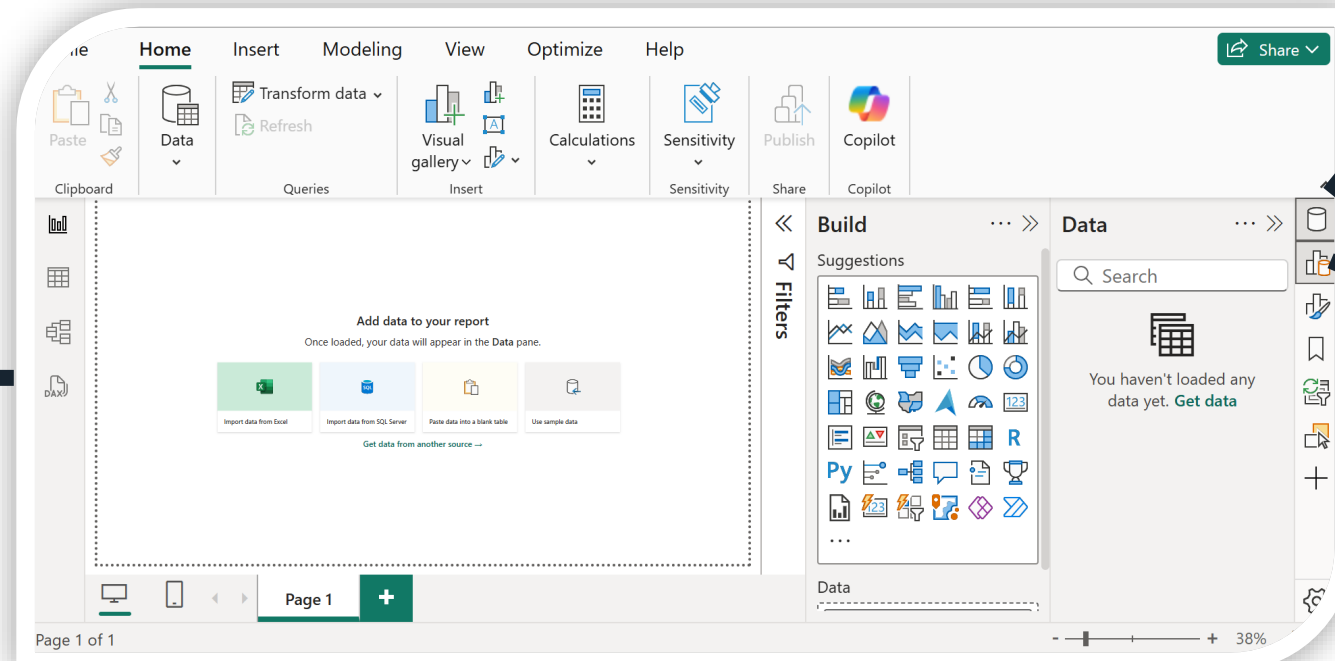 Home Insert Modeling View Optimize Help
Share
Transform data
Refresh
Paste
Data
Visual
gallery
Calculations
Sensitivity
Publish
Copilot
Clipboard
Queries
Insert
Sensitivity
Share
Copilot
DAX
Add data to your report
Once loaded, your data will appear in the Data pane.
X
SQL
Import data from Excel
Import data from SQL Server
Paste data into a blank table
Use sample data
Get data from another source →
Filters
Build
Suggestions
123
R
Py
123
Data
Data
Search
You haven't loaded any
data yet. Get data
Page 1
+
Page 1 of 1
- + 38%